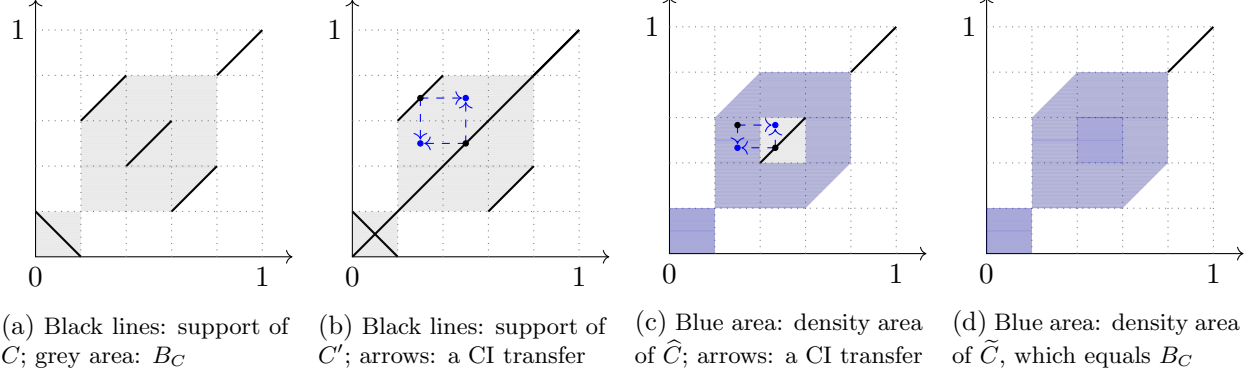 1
0
1
(a) Black lines: support of
C; grey area: B_C
1
0
1
(b) Black lines: support of
C′; arrows: a CI transfer
1
0
1
(c) Blue area: density area
of Ĉ; arrows: a CI transfer
1
0
1
(d) Blue area: density area
of C̃, which equals B_C